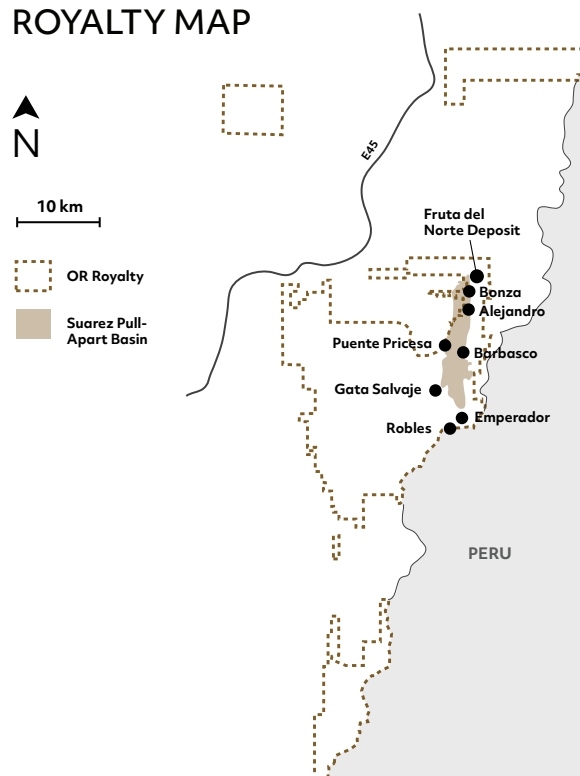 ROYALTY MAP
N
E45
10 km
OR Royalty
Suarez Pull-
Apart Basin
Fruta del
Norte Deposit
Bonza
Alejandro
Puente Pricesa
Barbasco
Gata Salvaje
Emperador
Robles
PERU